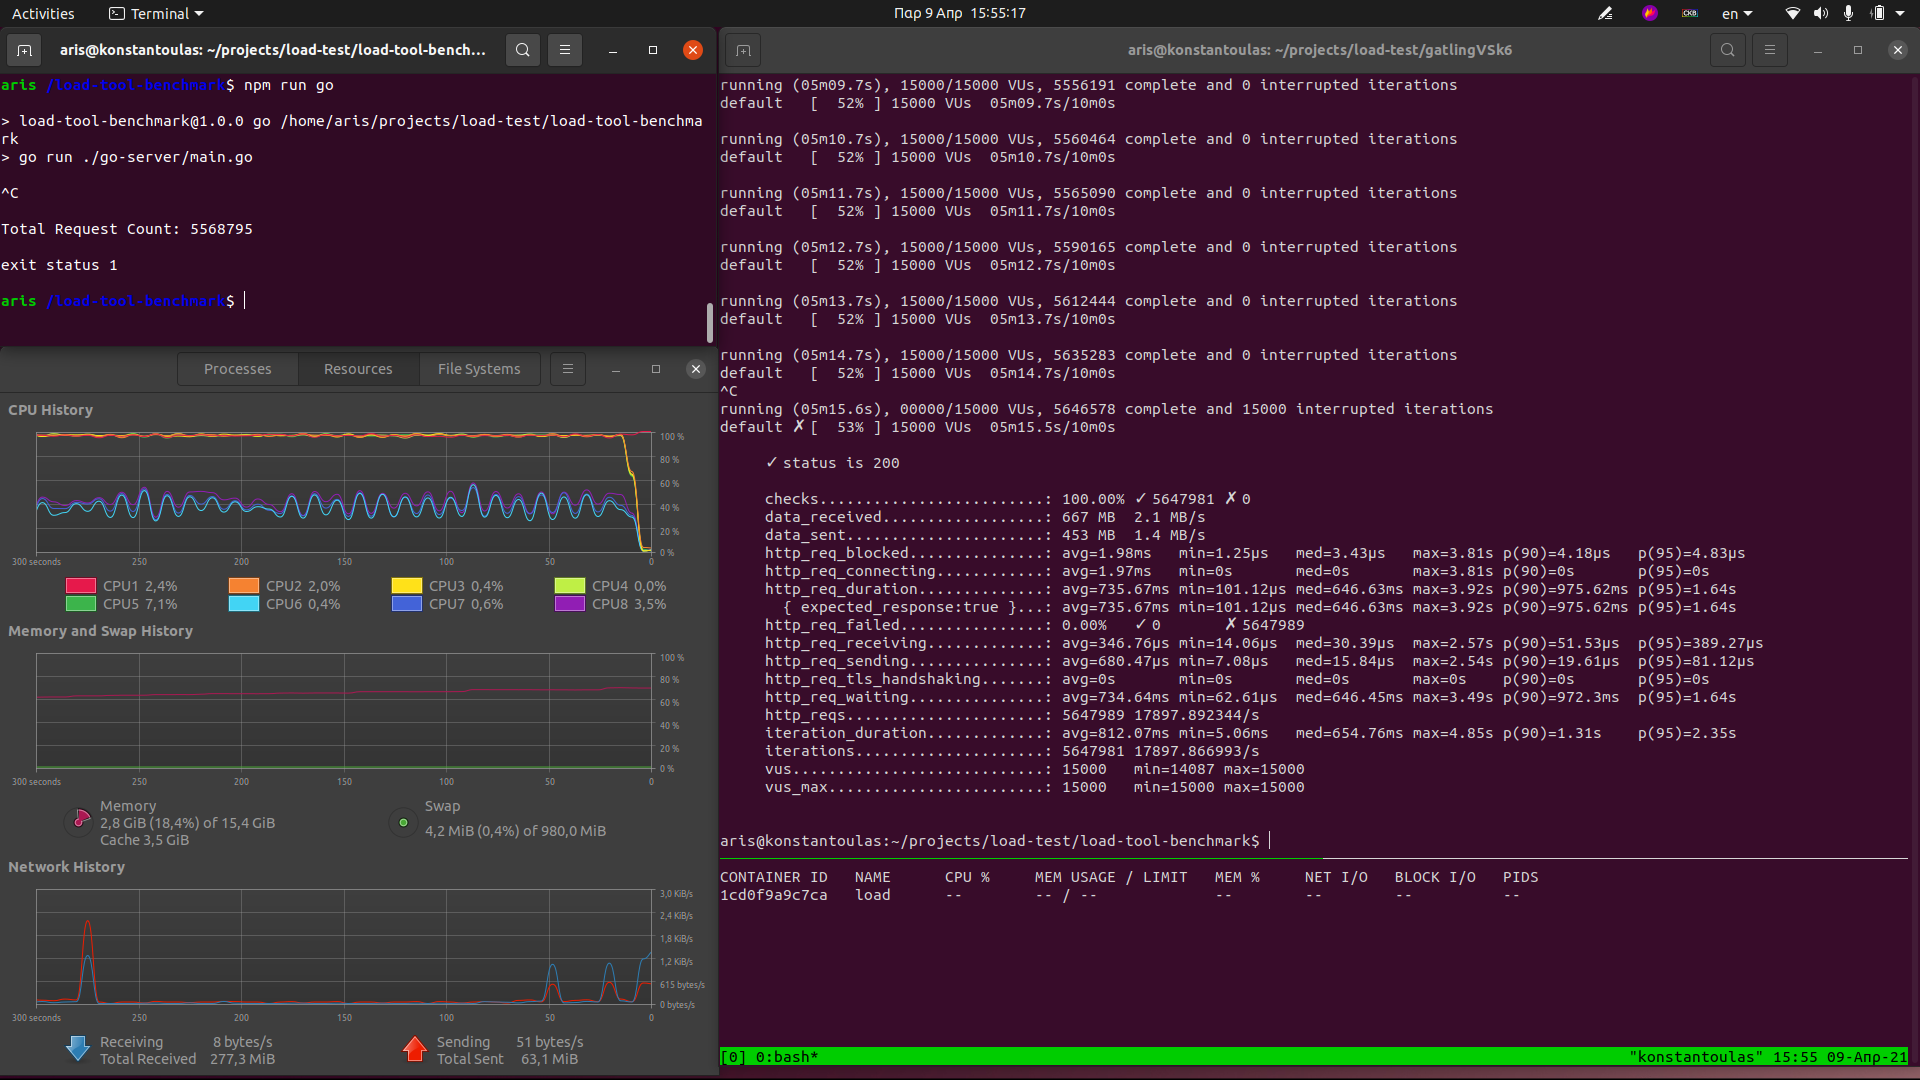 Activities
Terminal
Παρ 9 Απρ 15:55:17
CKB
en
aris@konstantoulas: ~/projects/load-test/load-tool-bench...
aris /load-tool-benchmark$ npm run go
> load-tool-benchmark@1.0.0 go /home/aris/projects/load-test/load-tool-benchma
rk
> go run ./go-server/main.go
^C
Total Request Count: 5568795
exit status 1
aris /load-tool-benchmark$
Processes
Resources
File Systems
CPU History
100 %
80 %
60 %
40 %
20 %
0 %
300 seconds 250 200 150 100 50 0
CPU1 2,4% CPU2 2,0% CPU3 0,4% CPU4 0,0%
CPU5 7,1% CPU6 0,4% CPU7 0,6% CPU8 3,5%
Memory and Swap History
100 %
80 %
60 %
40 %
20 %
0 %
300 seconds 250 200 150 100 50 0
Memory
2,8 GiB (18,4%) of 15,4 GiB
Cache 3,5 GiB
Swap
4,2 MiB (0,4%) of 980,0 MiB
Network History
3,0 KiB/s
2,4 KiB/s
1,8 KiB/s
1,2 KiB/s
615 bytes/s
0 bytes/s
300 seconds 250 200 150 100 50 0
Receiving 8 bytes/s
Total Received 277,3 MiB
Sending 51 bytes/s
Total Sent 63,1 MiB
aris@konstantoulas: ~/projects/load-test/gatlingVSk6
running (05m09.7s), 15000/15000 VUs, 5556191 complete and 0 interrupted iterations
default [ 52% ] 15000 VUs 05m09.7s/10m0s
running (05m10.7s), 15000/15000 VUs, 5560464 complete and 0 interrupted iterations
default [ 52% ] 15000 VUs 05m10.7s/10m0s
running (05m11.7s), 15000/15000 VUs, 5565090 complete and 0 interrupted iterations
default [ 52% ] 15000 VUs 05m11.7s/10m0s
running (05m12.7s), 15000/15000 VUs, 5590165 complete and 0 interrupted iterations
default [ 52% ] 15000 VUs 05m12.7s/10m0s
running (05m13.7s), 15000/15000 VUs, 5612444 complete and 0 interrupted iterations
default [ 52% ] 15000 VUs 05m13.7s/10m0s
running (05m14.7s), 15000/15000 VUs, 5635283 complete and 0 interrupted iterations
default [ 52% ] 15000 VUs 05m14.7s/10m0s
^C
running (05m15.6s), 00000/15000 VUs, 5646578 complete and 15000 interrupted iterations
default ✗ [ 53% ] 15000 VUs 05m15.5s/10m0s
✓ status is 200
checks.........................: 100.00% ✓ 5647981 ✗ 0
data_received..................: 667 MB 2.1 MB/s
data_sent......................: 453 MB 1.4 MB/s
http_req_blocked...............: avg=1.98ms min=1.25µs med=3.43µs max=3.81s p(90)=4.18µs p(95)=4.83µs
http_req_connecting............: avg=1.97ms min=0s med=0s max=3.81s p(90)=0s p(95)=0s
http_req_duration..............: avg=735.67ms min=101.12µs med=646.63ms max=3.92s p(90)=975.62ms p(95)=1.64s
{ expected_response:true }...: avg=735.67ms min=101.12µs med=646.63ms max=3.92s p(90)=975.62ms p(95)=1.64s
http_req_failed................: 0.00% ✓ 0 ✗ 5647989
http_req_receiving.............: avg=346.76µs min=14.06µs med=30.39µs max=2.57s p(90)=51.53µs p(95)=389.27µs
http_req_sending...............: avg=680.47µs min=7.08µs med=15.84µs max=2.54s p(90)=19.61µs p(95)=81.12µs
http_req_tls_handshaking.......: avg=0s min=0s med=0s max=0s p(90)=0s p(95)=0s
http_req_waiting...............: avg=734.64ms min=62.61µs med=646.45ms max=3.49s p(90)=972.3ms p(95)=1.64s
http_reqs......................: 5647989 17897.892344/s
iteration_duration.............: avg=812.07ms min=5.06ms med=654.76ms max=4.85s p(90)=1.31s p(95)=2.35s
iterations.....................: 5647981 17897.866993/s
vus............................: 15000 min=14087 max=15000
vus_max........................: 15000 min=15000 max=15000
aris@konstantoulas:~/projects/load-test/load-tool-benchmark$
CONTAINER ID NAME CPU % MEM USAGE / LIMIT MEM % NET I/O BLOCK I/O PIDS
1cd0f9a9c7ca load -- -- / -- -- -- -- --
[0] 0:bash*
"konstantoulas" 15:55 09-Απρ-21